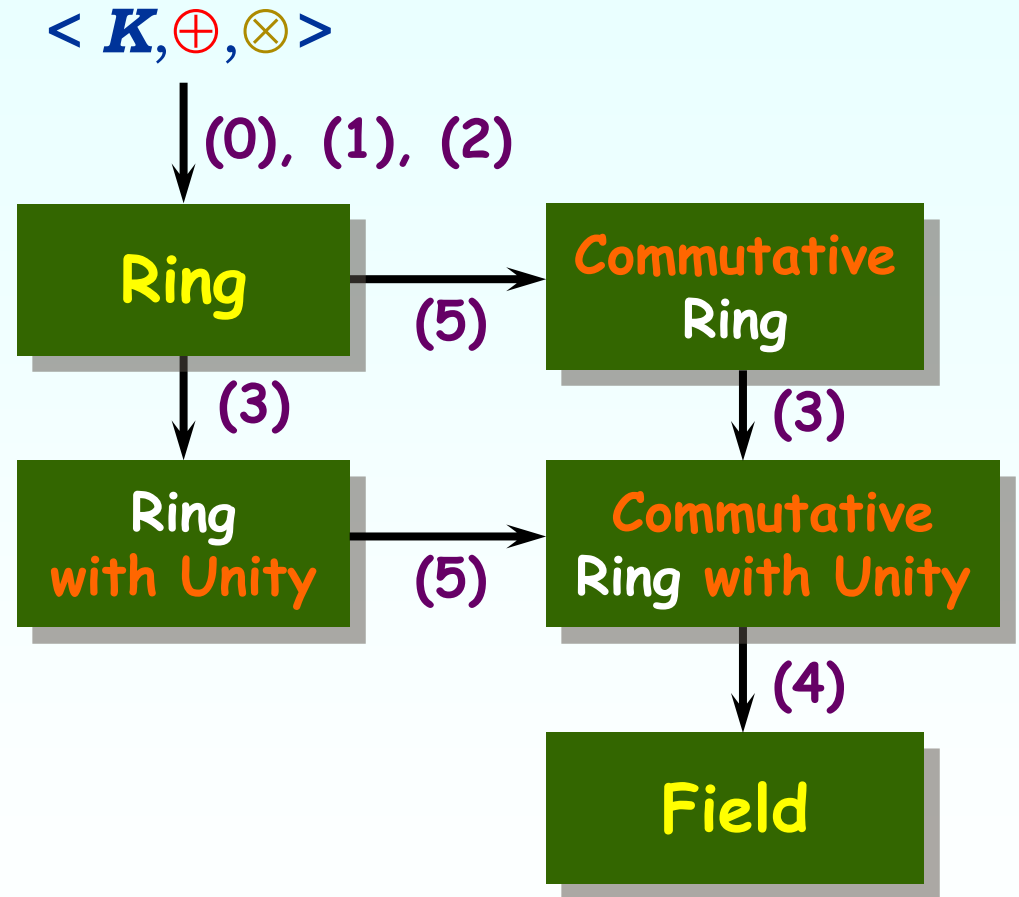 < K,⊕,⊗>
(0), (1), (2)
Ring
(5)
Commutative
Ring
(3)
(3)
Ring
with Unity
(5)
Commutative
Ring with Unity
(4)
Field